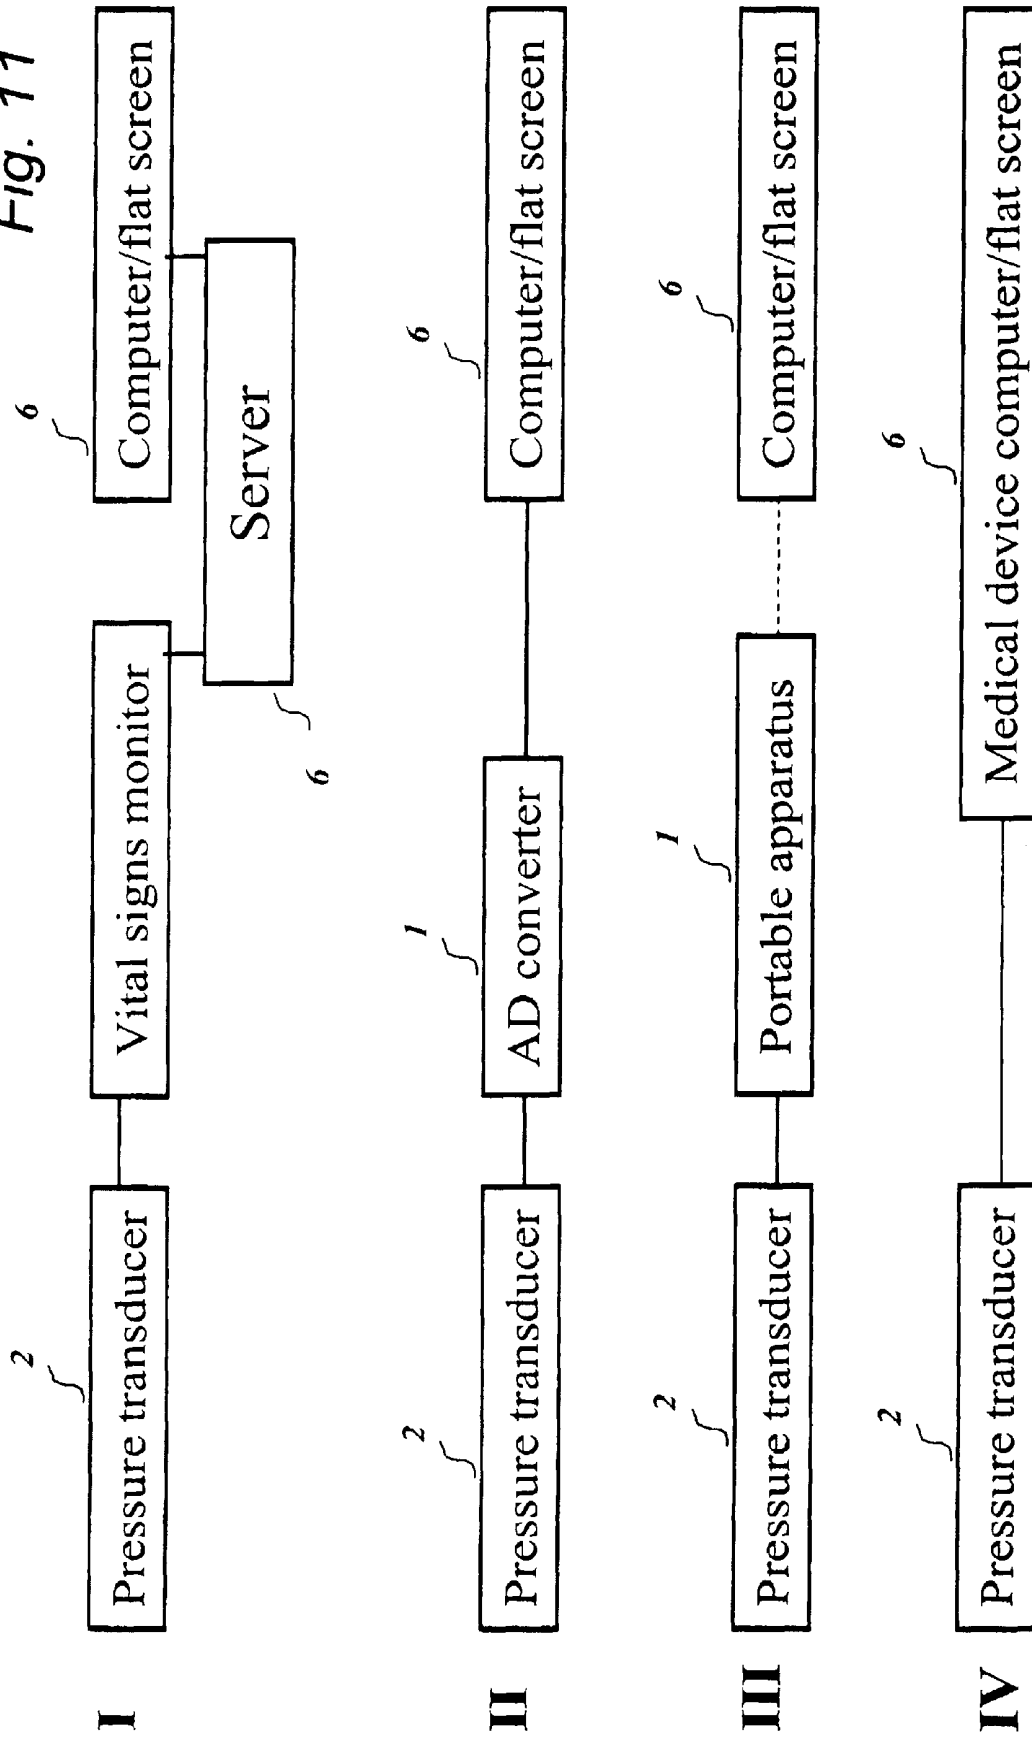 Fig. 11
I
2
Pressure transducer
Vital signs monitor
6
Computer/flat screen
6
Server
II
2
Pressure transducer
1
AD converter
6
Computer/flat screen
III
2
Pressure transducer
1
Portable apparatus
6
Computer/flat screen
IV
2
Pressure transducer
6
Medical device computer/flat screen